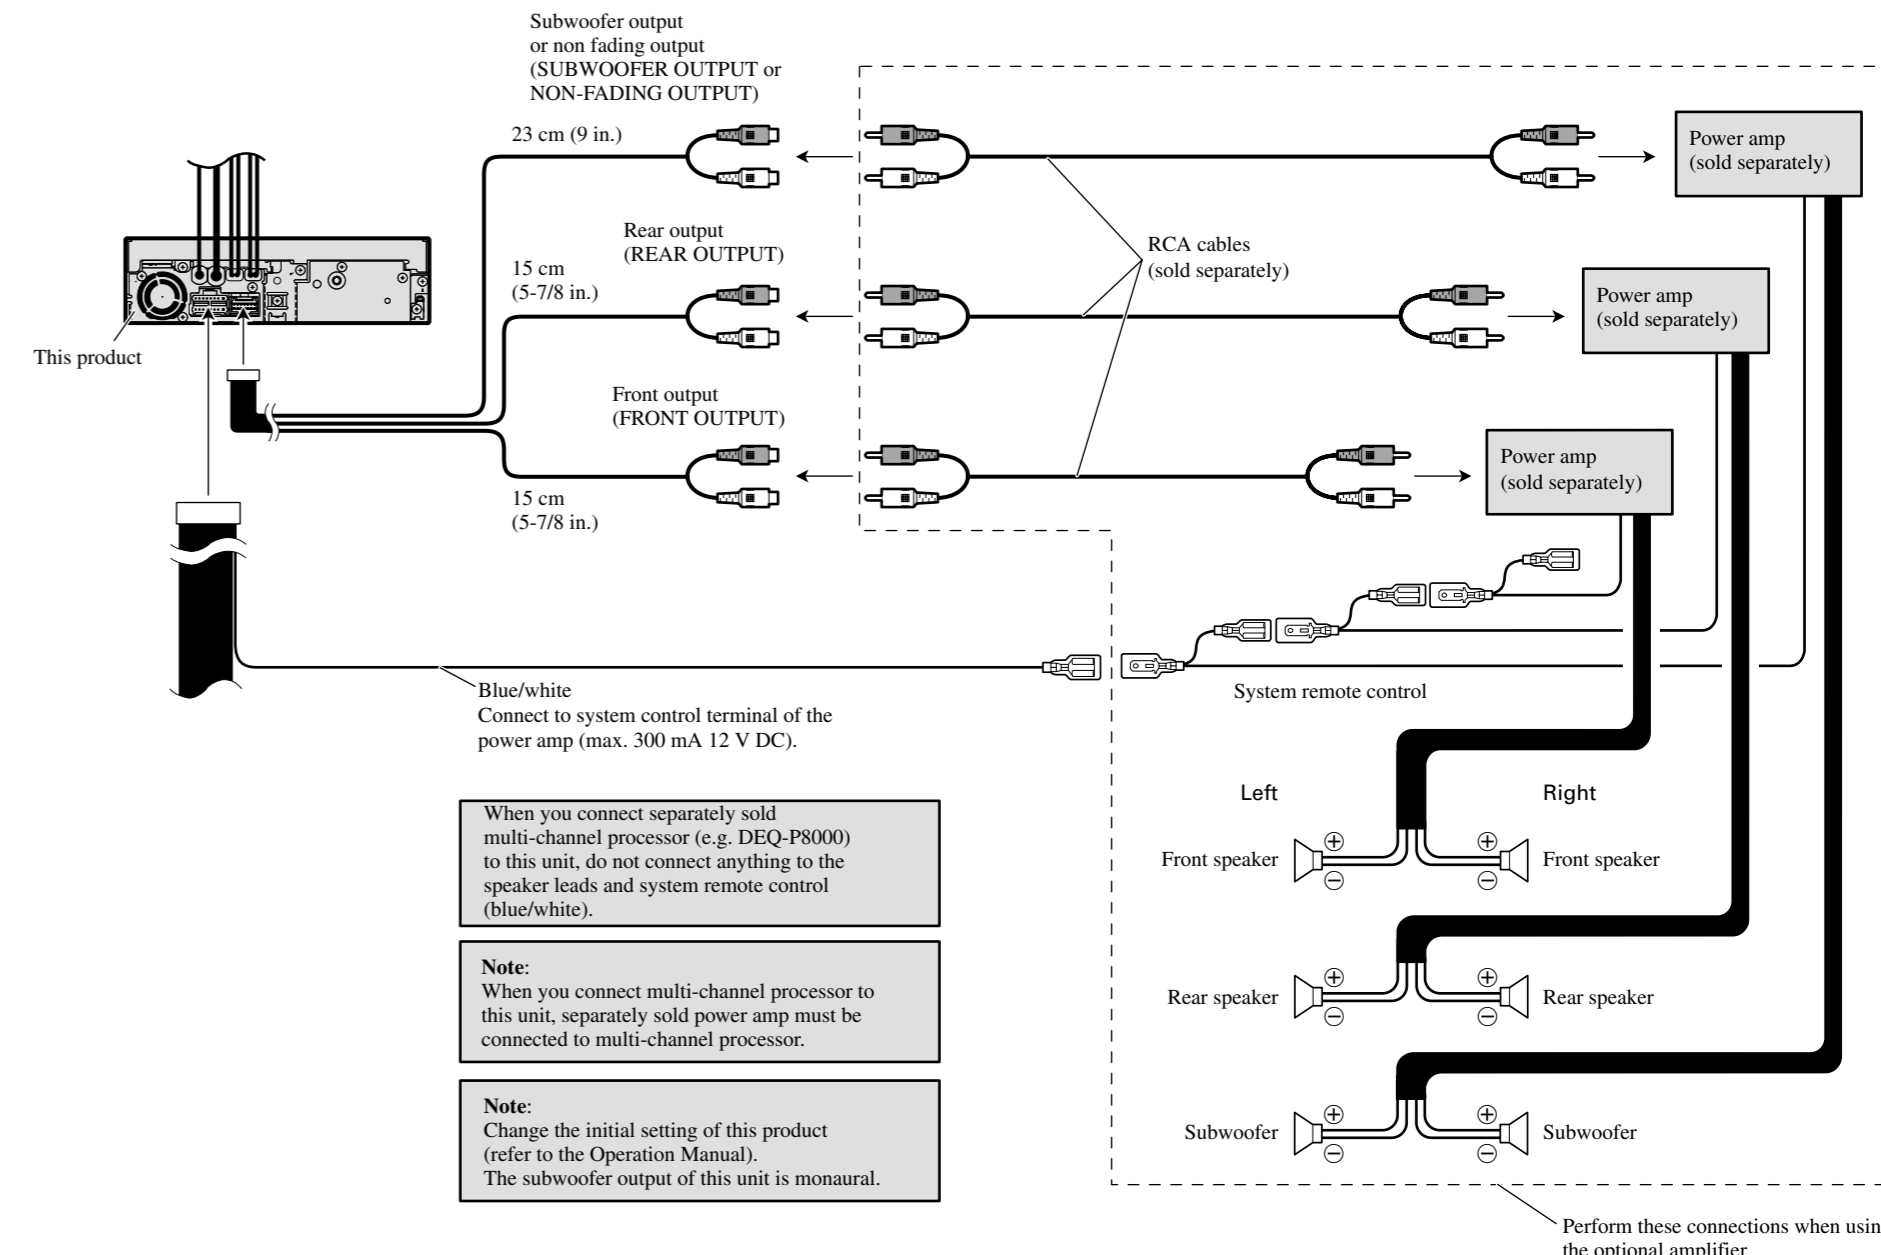 Subwoofer output
or non fading output
(SUBWOOFER OUTPUT or
NON-FADING OUTPUT)
23 cm (9 in.)
Power amp
(sold separately)
Rear output
(REAR OUTPUT)
15 cm
(5-7/8 in.)
RCA cables
(sold separately)
Power amp
(sold separately)
This product
Front output
(FRONT OUTPUT)
Power amp
(sold separately)
15 cm
(5-7/8 in.)
Blue/white
Connect to system control terminal of the
power amp (max. 300 mA 12 V DC).
System remote control
When you connect separately sold
multi-channel processor (e.g. DEQ-P8000)
to this unit, do not connect anything to the
speaker leads and system remote control
(blue/white).
Note:
When you connect multi-channel processor to
this unit, separately sold power amp must be
connected to multi-channel processor.
Note:
Change the initial setting of this product
(refer to the Operation Manual).
The subwoofer output of this unit is monaural.
Left
Right
+ +
Front speaker
Front speaker
− −
+ +
Rear speaker
Rear speaker
− −
+ +
Subwoofer
Subwoofer
− −
Perform these connections when usin
the optional amplifier